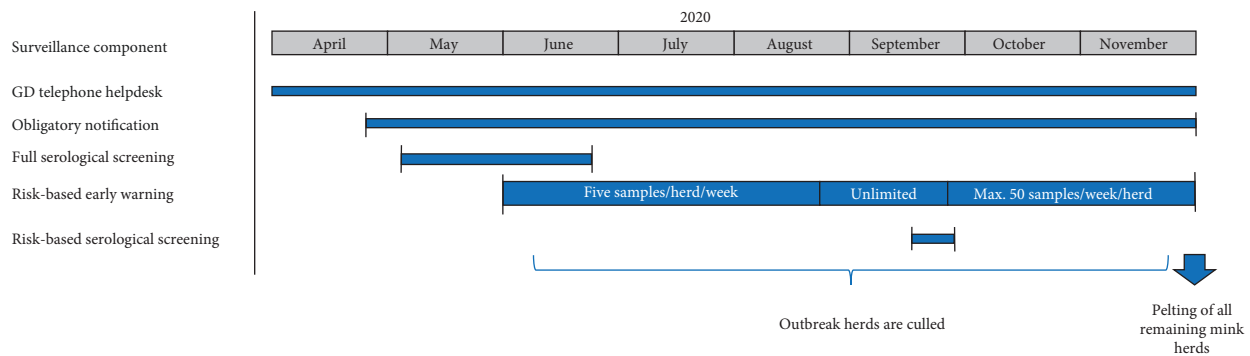 2020
Surveillance component
April May June July August September October November
GD telephone helpdesk
Obligatory notification
Full serological screening
Risk-based early warning
Five samples/herd/week Unlimited Max. 50 samples/week/herd
Risk-based serological screening
Outbreak herds are culled
Pelting of all
remaining mink
herds